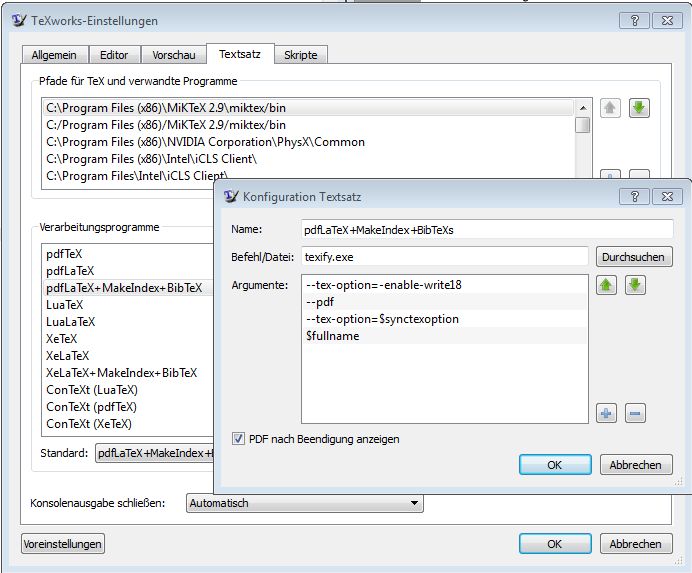 TeXworks-Einstellungen
Allgemein
Editor
Vorschau
Textsatz
Skripte
Pfade für TeX und verwandte Programme
C:\Program Files (x86)\MiKTeX 2.9\miktex/bin
C:/Program Files (x86)/MiKTeX 2.9/miktex/bin
C:\Program Files (x86)\NVIDIA Corporation\PhysX\Common
C:\Program Files (x86)\Intel\iCLS Client\
C:\Program Files\Intel\iCLS Client\
Verarbeitungsprogramme
pdfTeX
pdfLaTeX
pdfLaTeX+MakeIndex+BibTeX
LuaTeX
LuaLaTeX
XeTeX
XeLaTeX
XeLaTeX+MakeIndex+BibTeX
ConTeXt (LuaTeX)
ConTeXt (pdfTeX)
ConTeXt (XeTeX)
Standard: pdfLaTeX+MakeIndex+
Konsolenausgabe schließen: Automatisch
Voreinstellungen
OK
Abbrechen
Konfiguration Textsatz
Name: pdfLaTeX+MakeIndex+BibTeXs
Befehl/Datei: texify.exe Durchsuchen
Argumente:
--tex-option=-enable-write18
--pdf
--tex-option=$synctexoption
$fullname
PDF nach Beendigung anzeigen
OK
Abbrechen